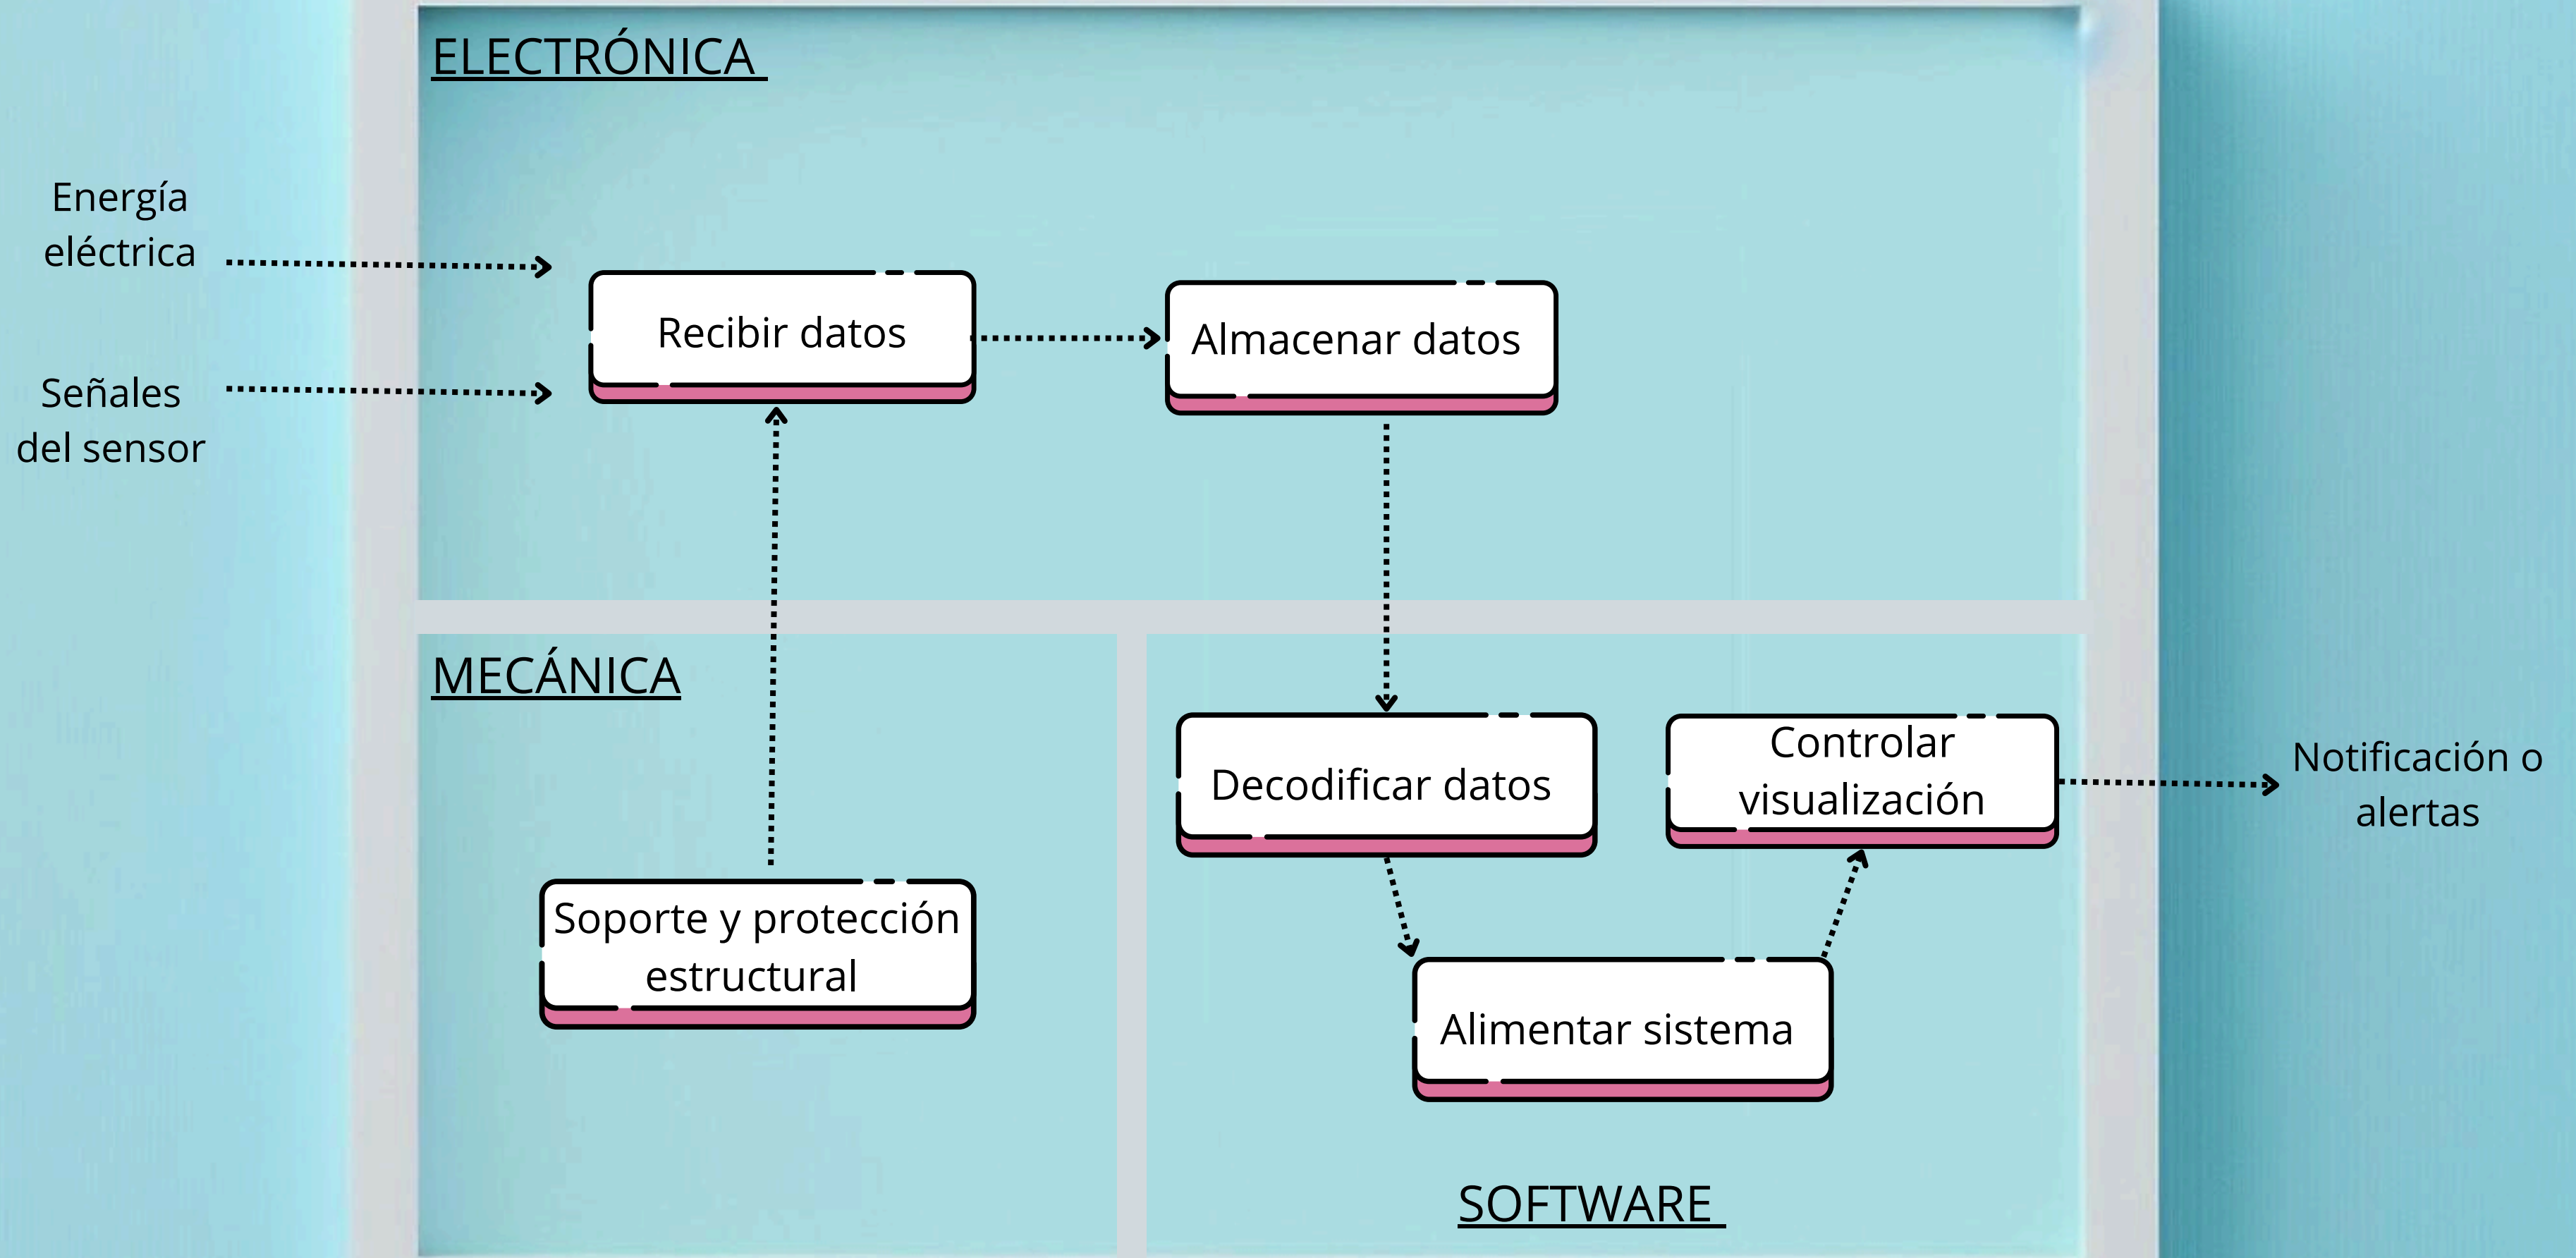 ELECTRÓNICA
Energía
eléctrica
Señales
del sensor
Recibir datos
Almacenar datos
MECÁNICA
Soporte y protección
estructural
Decodificar datos
Controlar
visualización
Alimentar sistema
SOFTWARE
Notificación o
alertas